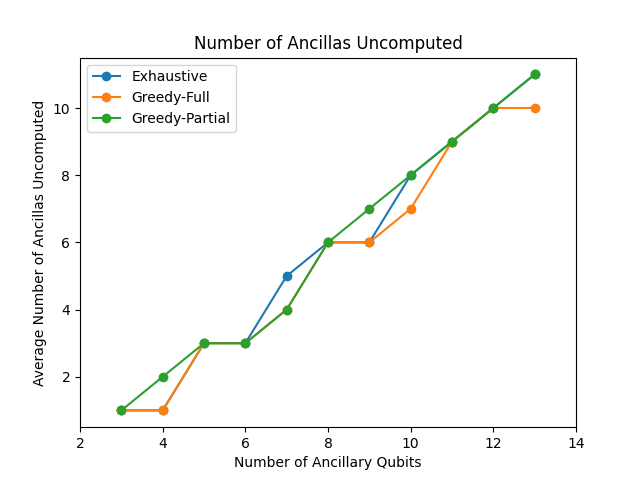 Number of Ancillas Uncomputed
Exhaustive
Greedy-Full
Greedy-Partial
Average Number of Ancillas Uncomputed
10
8
6
4
2
2 4 6 8 10 12 14
Number of Ancillary Qubits